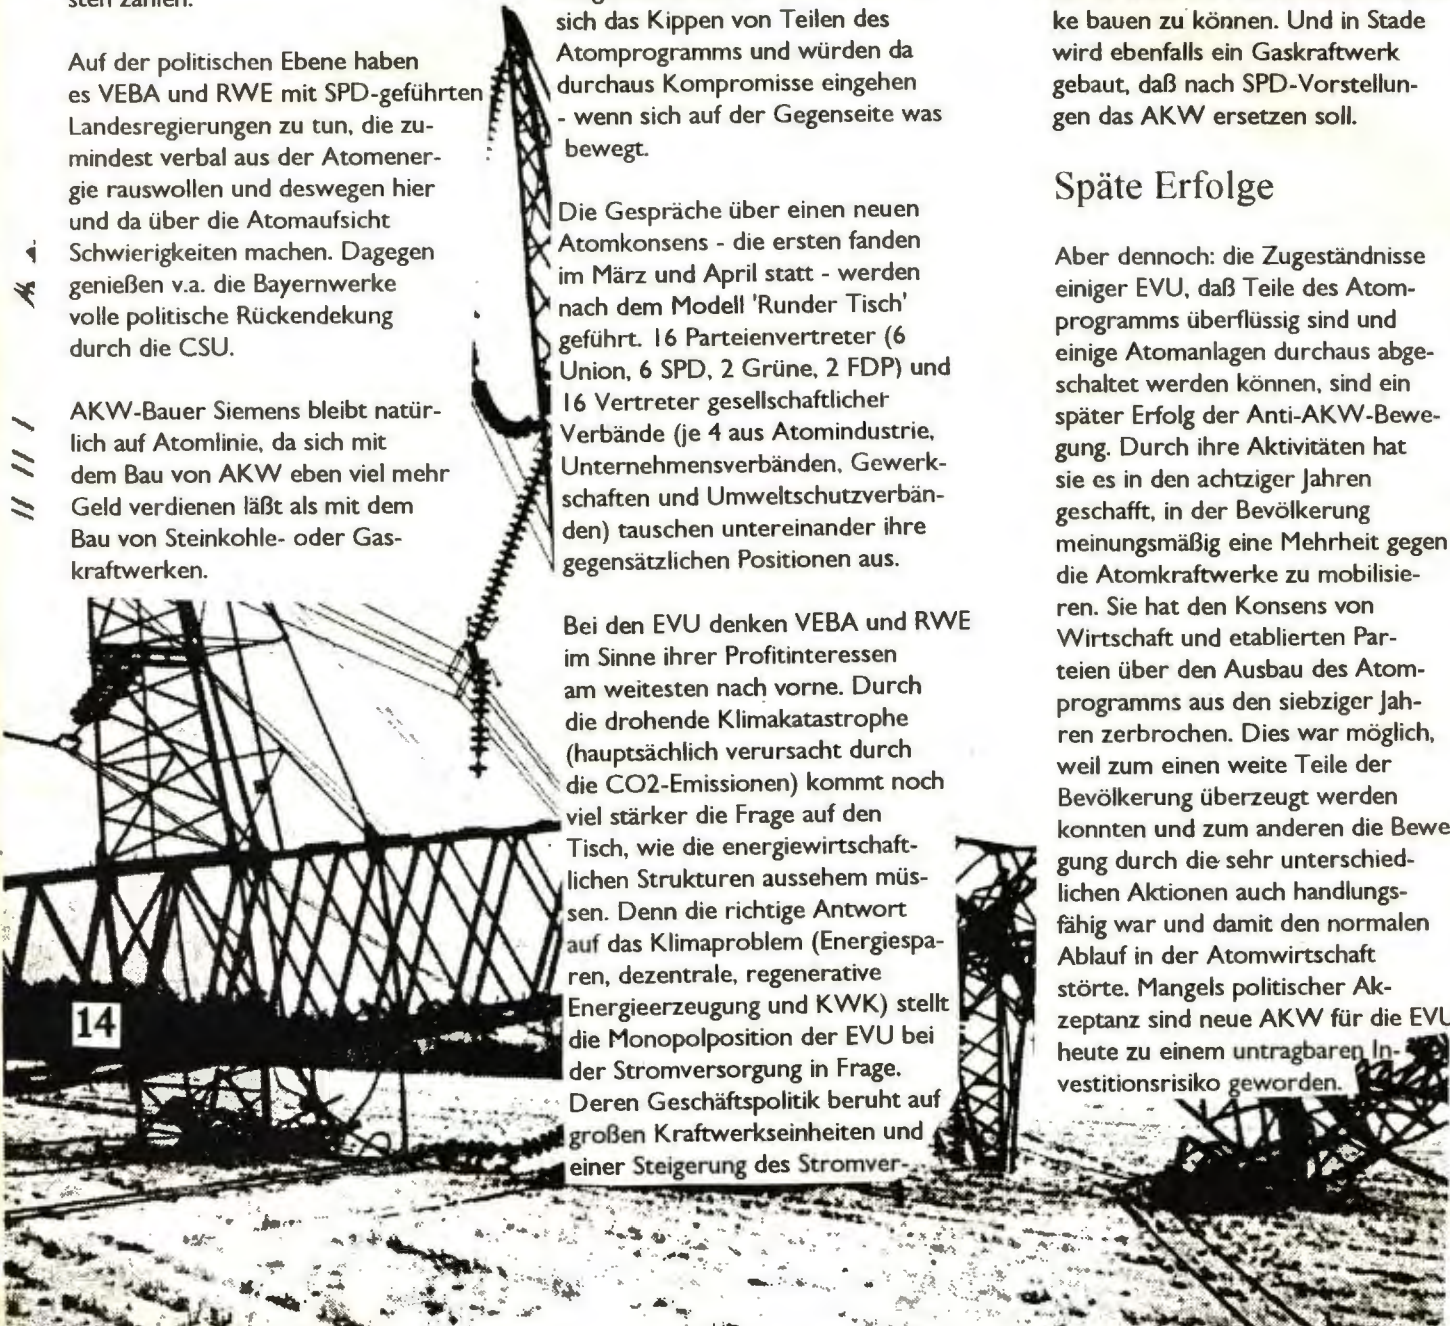 sten zahlen.
Auf der politischen Ebene haben
es VEBA und RWE mit SPD-geführten
Landesregierungen zu tun, die zu-
mindest verbal aus der Atomener-
gie rauswollen und deswegen hier
und da über die Atomaufsicht
Schwierigkeiten machen. Dagegen
genießen v.a. die Bayernwerke
volle politische Rückendekung
durch die CSU.
AKW-Bauer Siemens bleibt natür-
lich auf Atomlinie, da sich mit
dem Bau von AKW eben viel mehr
Geld verdienen läßt als mit dem
Bau von Steinkohle- oder Gas-
kraftwerken.
14
sich das Kippen von Teilen des
Atomprogramms und würden da
durchaus Kompromisse eingehen
- wenn sich auf der Gegenseite was
bewegt.
Die Gespräche über einen neuen
Atomkonsens - die ersten fanden
im März und April statt - werden
nach dem Modell 'Runder Tisch'
geführt. 16 Parteienvertreter (6
Union, 6 SPD, 2 Grüne, 2 FDP) und
16 Vertreter gesellschaftlicher
Verbände (je 4 aus Atomindustrie,
Unternehmensverbänden, Gewerk-
schaften und Umweltschutzverbän-
den) tauschen untereinander ihre
gegensätzlichen Positionen aus.
Bei den EVU denken VEBA und RWE
im Sinne ihrer Profitinteressen
am weitesten nach vorne. Durch
die drohende Klimakatastrophe
(hauptsächlich verursacht durch
die CO2-Emissionen) kommt noch
viel stärker die Frage auf den
Tisch, wie die energiewirtschaft-
lichen Strukturen aussehem müs-
sen. Denn die richtige Antwort
auf das Klimaproblem (Energiespa-
ren, dezentrale, regenerative
Energieerzeugung und KWK) stellt
die Monopolposition der EVU bei
der Stromversorgung in Frage.
Deren Geschäftspolitik beruht auf
großen Kraftwerkseinheiten und
einer Steigerung des Stromver-
ke bauen zu können. Und in Stade
wird ebenfalls ein Gaskraftwerk
gebaut, daß nach SPD-Vorstellun-
gen das AKW ersetzen soll.
Späte Erfolge
Aber dennoch: die Zugeständnisse
einiger EVU, daß Teile des Atom-
programms überflüssig sind und
einige Atomanlagen durchaus abge-
schaltet werden können, sind ein
später Erfolg der Anti-AKW-Bewe-
gung. Durch ihre Aktivitäten hat
sie es in den achtziger Jahren
geschafft, in der Bevölkerung
meinungsmäßig eine Mehrheit gegen
die Atomkraftwerke zu mobilisie-
ren. Sie hat den Konsens von
Wirtschaft und etablierten Par-
teien über den Ausbau des Atom-
programms aus den siebziger Jah-
ren zerbrochen. Dies war möglich,
weil zum einen weite Teile der
Bevölkerung überzeugt werden
konnten und zum anderen die Bewe
gung durch die sehr unterschied-
lichen Aktionen auch handlungs-
fähig war und damit den normalen
Ablauf in der Atomwirtschaft
störte. Mangels politischer Ak-
zeptanz sind neue AKW für die EVU
heute zu einem untragbaren In-
vestitionsrisiko geworden.